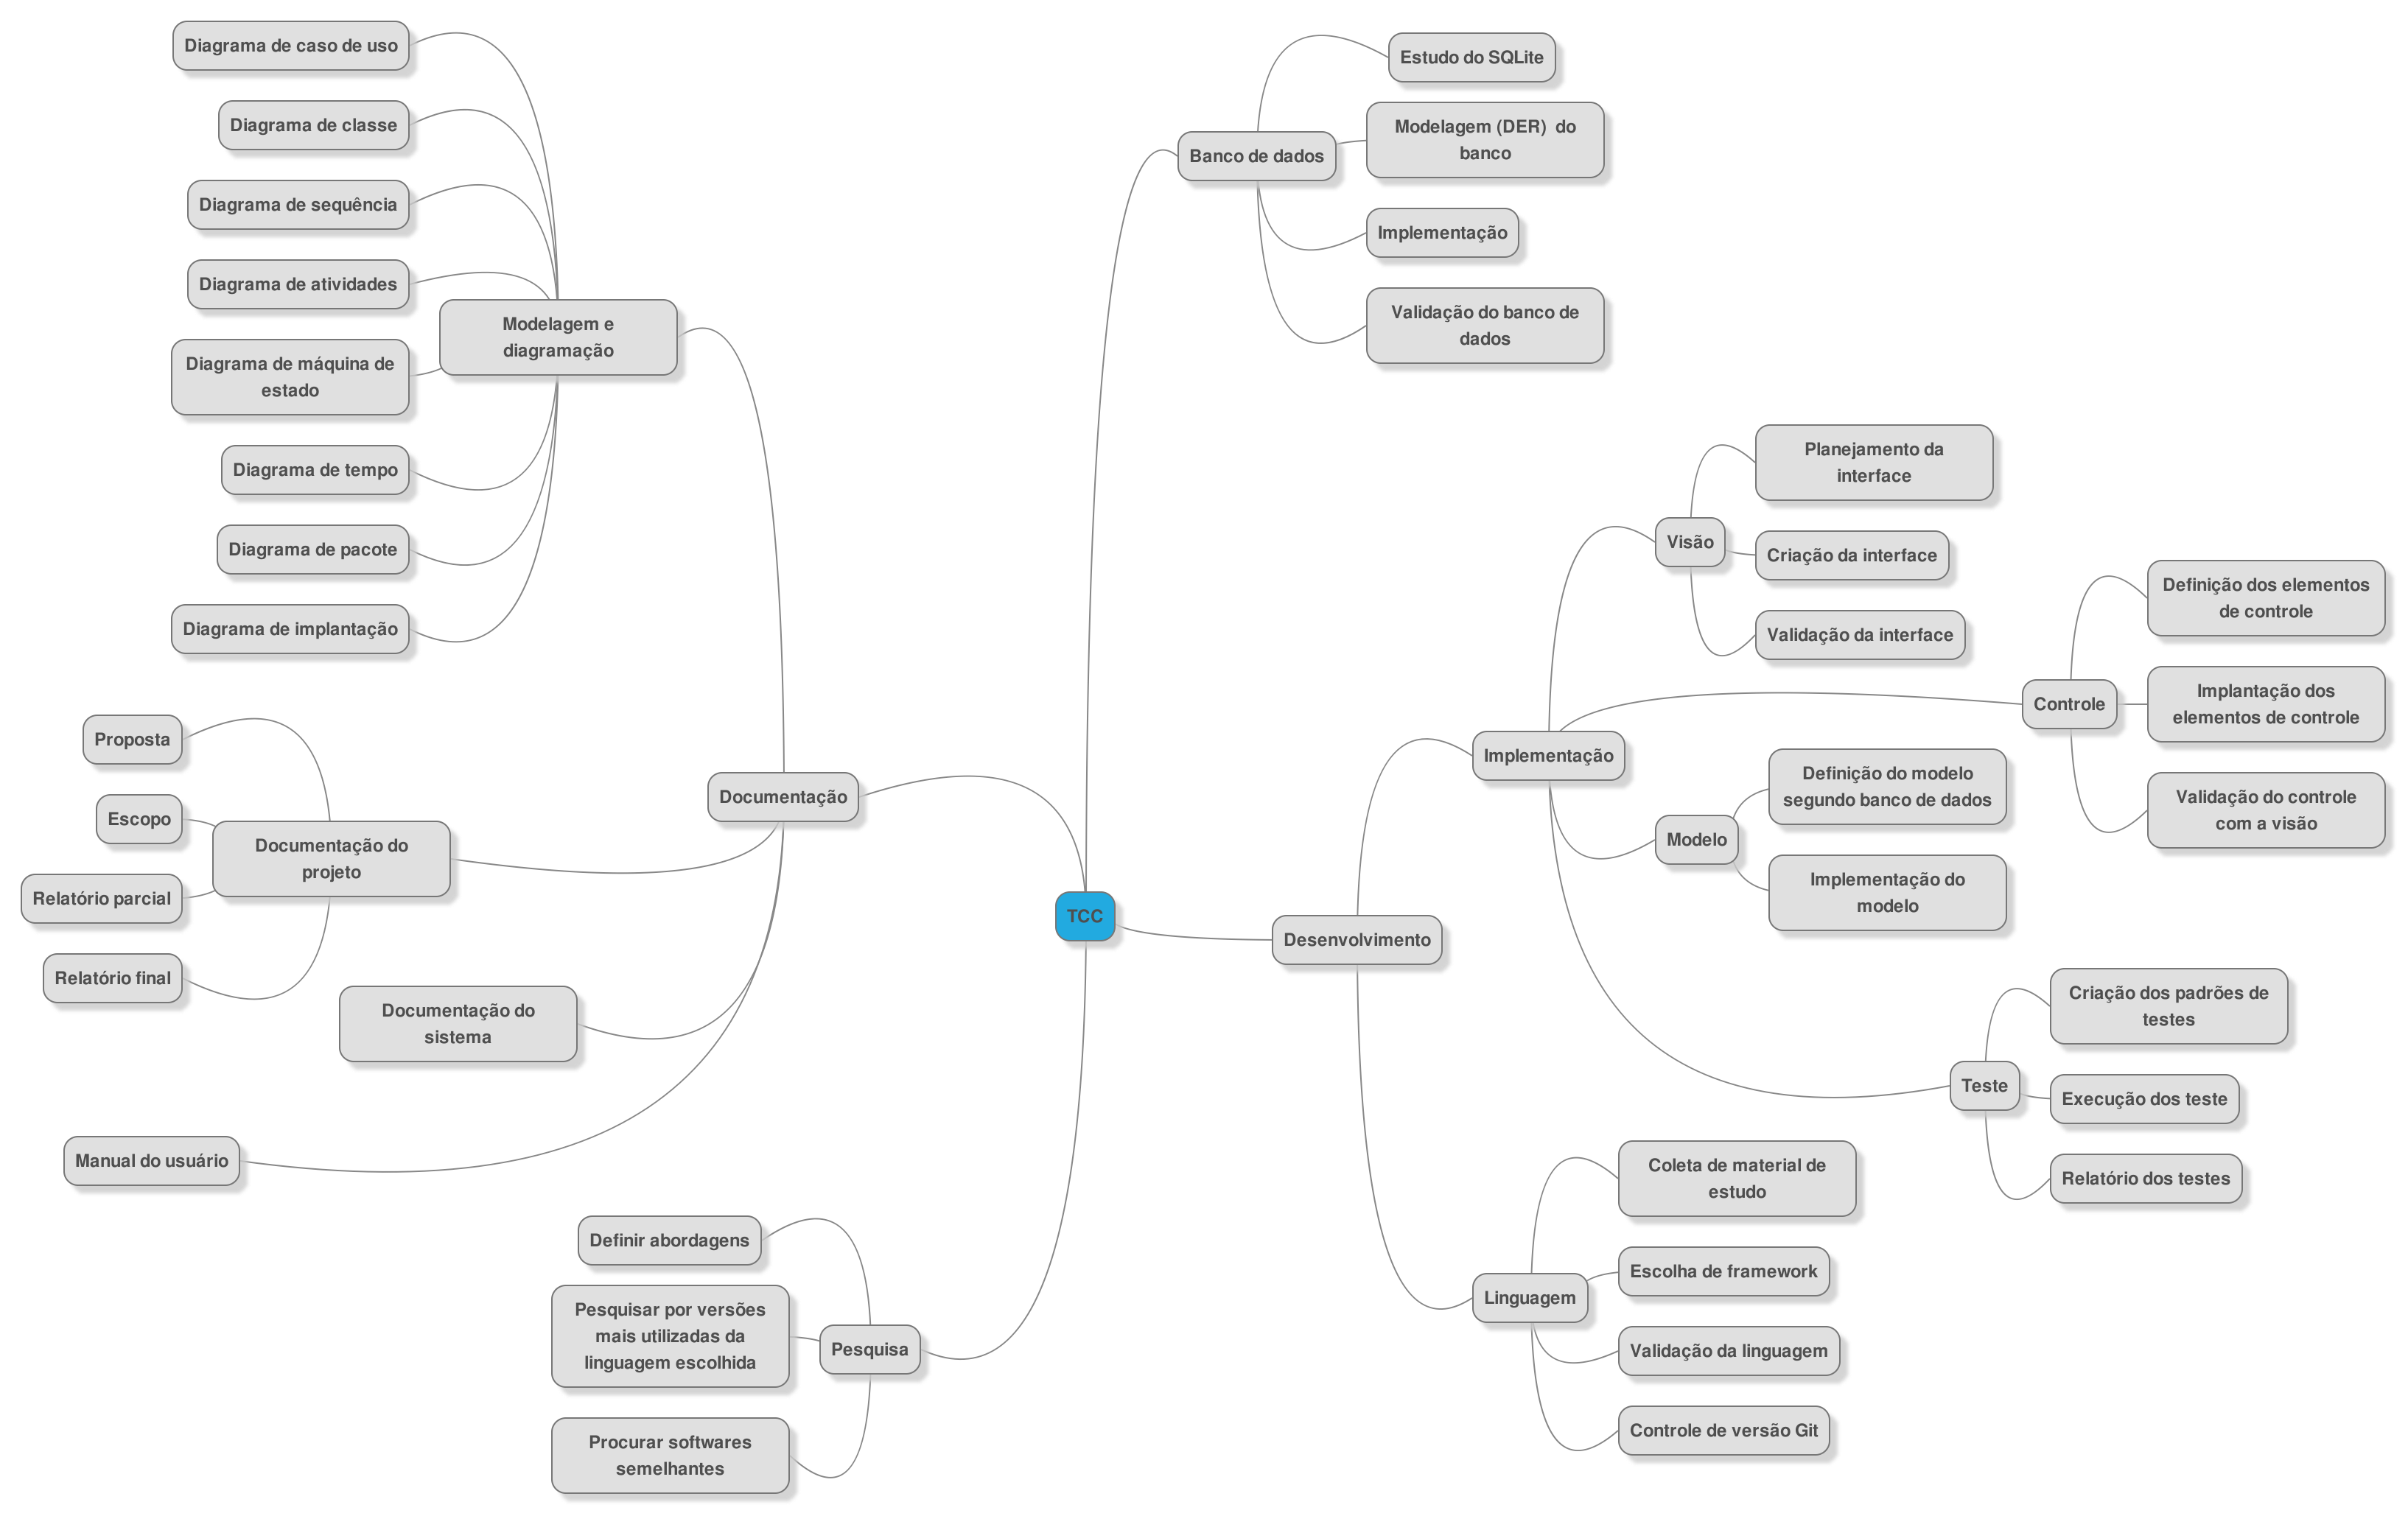 Diagrama de caso de uso
Diagrama de classe
Diagrama de sequência
Diagrama de atividades
Modelagem e
diagramação
Diagrama de máquina de
estado
Diagrama de tempo
Diagrama de pacote
Diagrama de implantação
Proposta
Escopo
Documentação do
projeto
Relatório parcial
Relatório final
Documentação
Documentação do
sistema
Manual do usuário
Definir abordagens
Pesquisar por versões
mais utilizadas da
linguagem escolhida
Pesquisa
Procurar softwares
semelhantes
TCC
Banco de dados
Estudo do SQLite
Modelagem (DER)  do
banco
Implementação
Validação do banco de
dados
Desenvolvimento
Implementação
Visão
Planejamento da
interface
Criação da interface
Validação da interface
Controle
Definição dos elementos
de controle
Implantação dos
elementos de controle
Validação do controle
com a visão
Modelo
Definição do modelo
segundo banco de dados
Implementação do
modelo
Teste
Criação dos padrões de
testes
Execução dos teste
Relatório dos testes
Linguagem
Coleta de material de
estudo
Escolha de framework
Validação da linguagem
Controle de versão Git